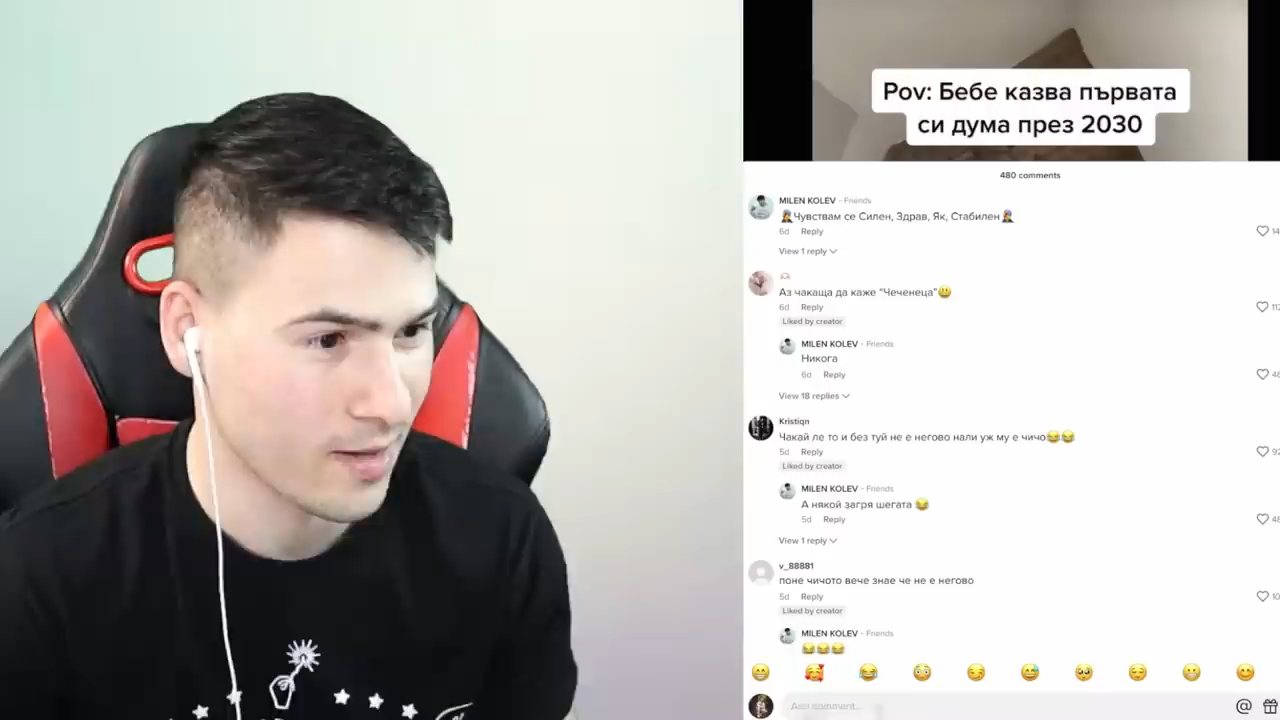 Pov: Бебе казва първата
си дума през 2030
480 comments
MILEN KOLEV · Friends
Чувствам се Силен, Здрав, Як, Стабилен
6d Reply
View 1 reply
Аз чакаща да каже "Чеченеца"😃
6d Reply
Liked by creator
MILEN KOLEV · Friends
Никога
6d Reply
View 18 replies
Kristiqn
Чакай ле то и без туй не е негово нали уж му е чичо😂😂
5d Reply
Liked by creator
MILEN KOLEV · Friends
А някой загря шегата 😂
5d Reply
View 1 reply
v_88881
поне чичото вече знае че не е негово
5d Reply
Liked by creator
MILEN KOLEV · Friends
😂😂😂
Add comment...